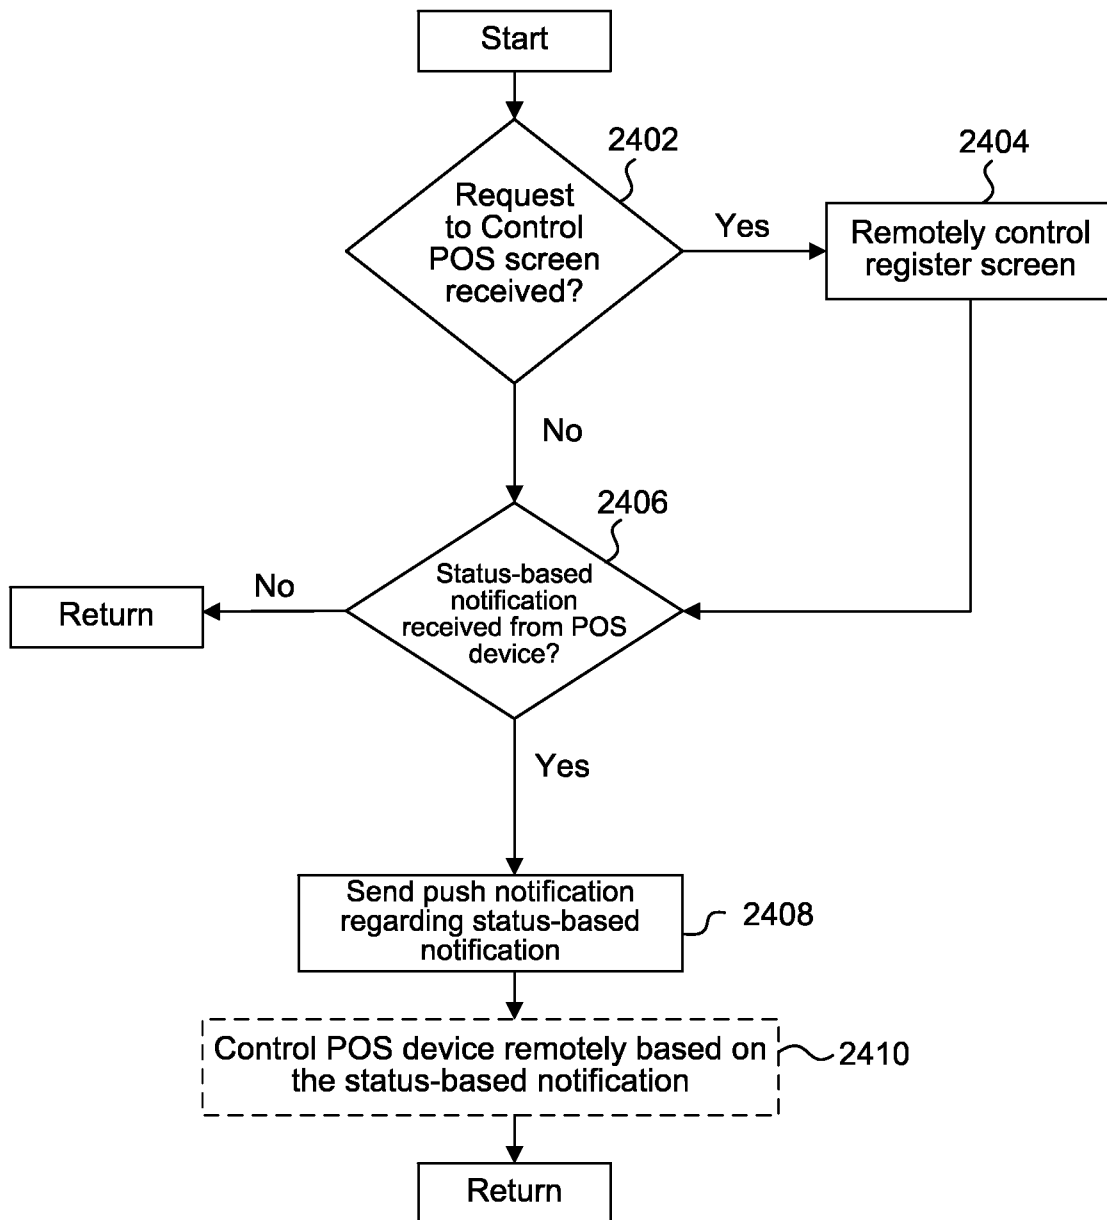 Start
2402
Request
to Control
POS screen
received?
Yes
2404
Remotely control
register screen
No
2406
Status-based
notification
received from POS
device?
No
Return
Yes
Send push notification
regarding status-based
notification
2408
Control POS device remotely based on
the status-based notification
2410
Return